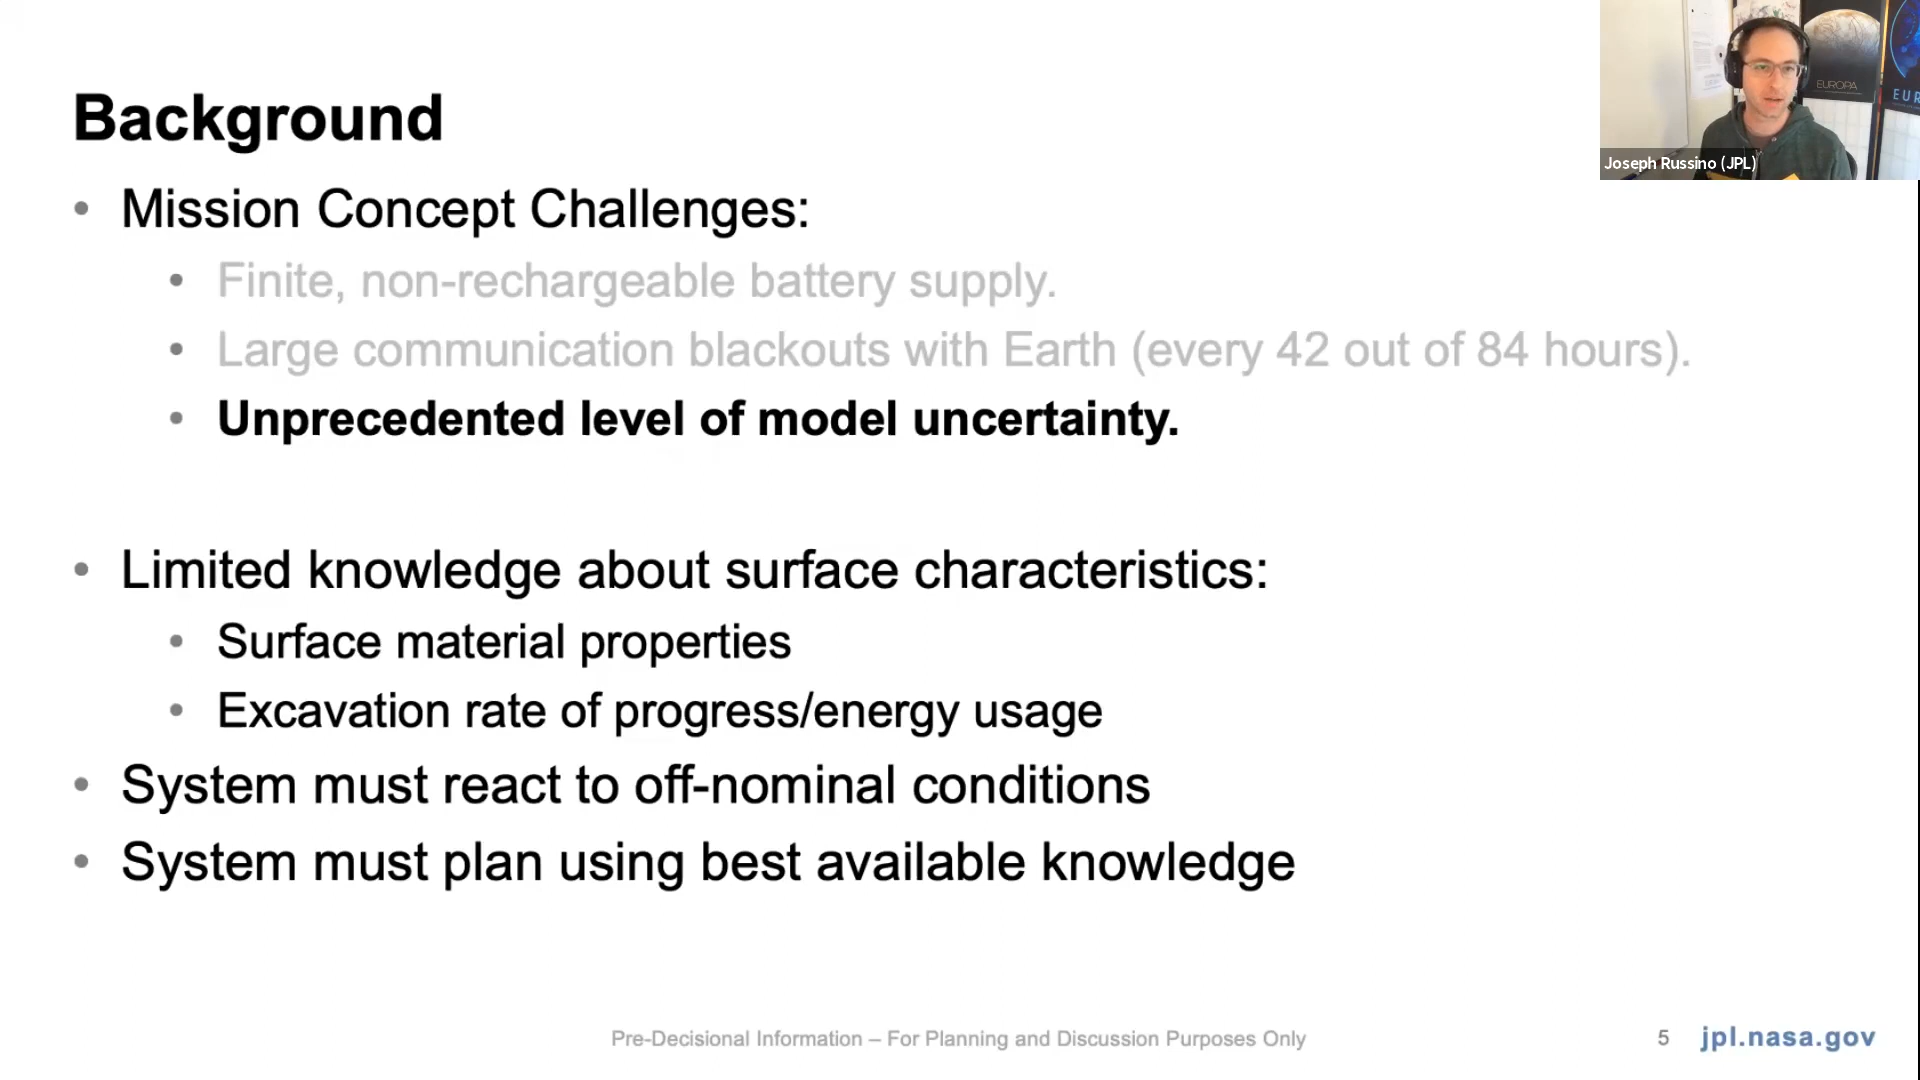 EUROPA
EUR
Joseph Russino (JPL)
Background
• Mission Concept Challenges:
• Finite, non-rechargeable battery supply.
• Large communication blackouts with Earth (every 42 out of 84 hours).
• Unprecedented level of model uncertainty.
• Limited knowledge about surface characteristics:
• Surface material properties
• Excavation rate of progress/energy usage
• System must react to off-nominal conditions
• System must plan using best available knowledge
Pre-Decisional Information – For Planning and Discussion Purposes Only
5 jpl.nasa.gov